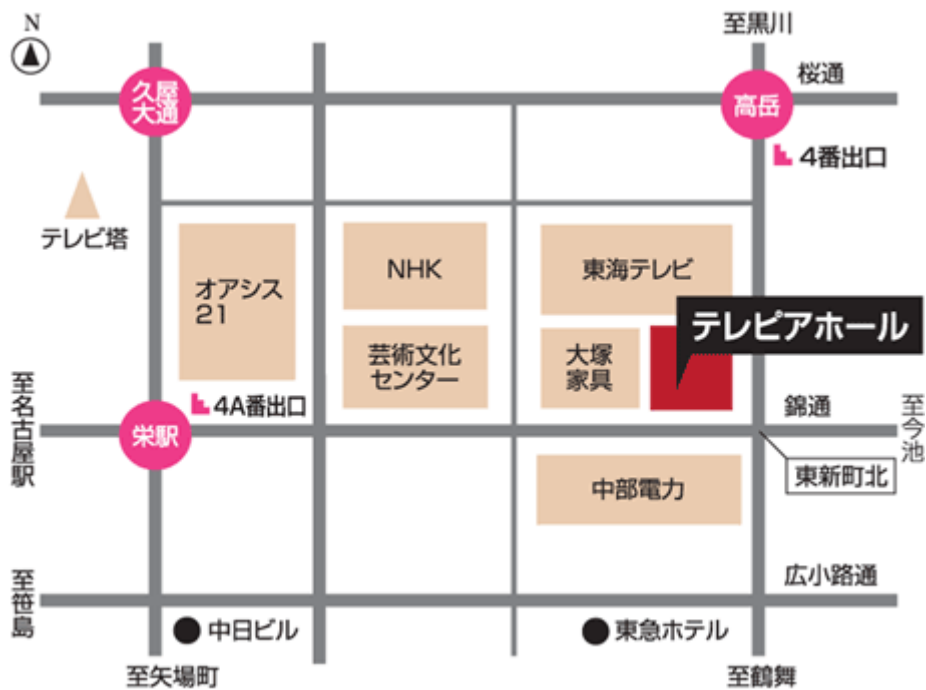 N
至黒川
久屋
大通
高岳
桜通
4番出口
テレビ塔
オアシス
21
NHK
東海テレビ
テレピアホール
芸術文化
センター
大塚
家具
至名古屋駅
4A番出口
栄駅
錦通
至今池
東新町北
中部電力
至笹島
広小路通
中日ビル
東急ホテル
至矢場町
至鶴舞